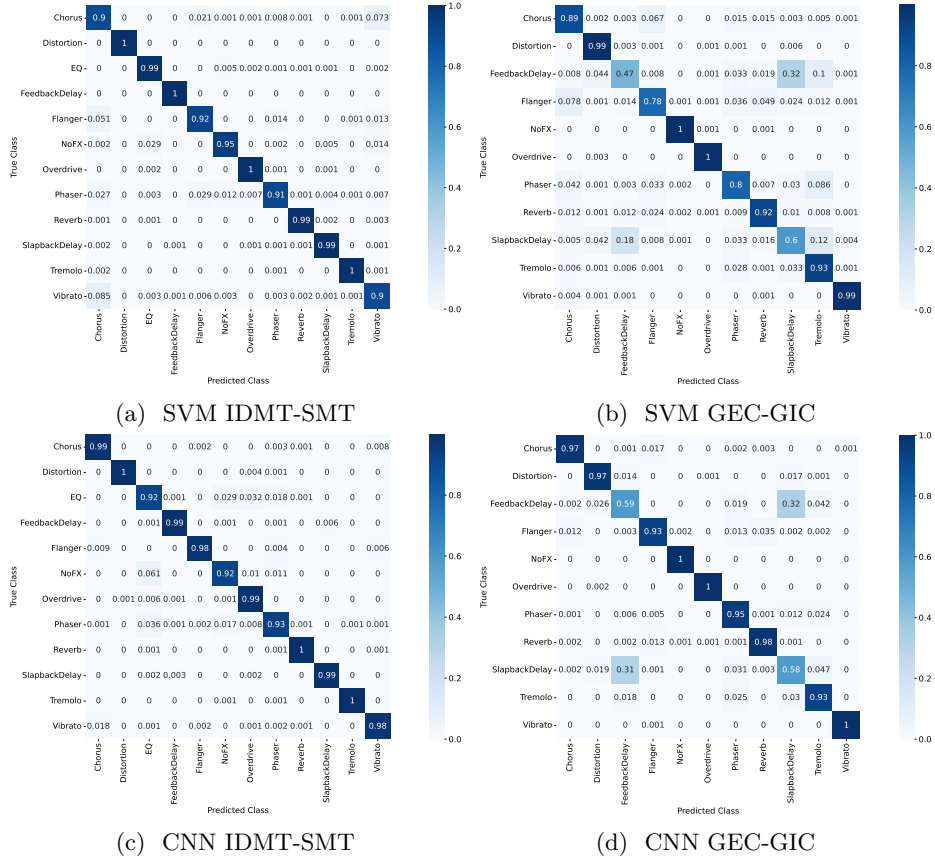 Chorus 0.9 0 0 0 0.021 0.001 0.001 0.008 0.001 0 0.001 0.073
Distortion 0 1 0 0 0 0 0 0 0 0 0 0
EQ 0 0 0.99 0 0 0.005 0.002 0.001 0.001 0.001 0 0.002
FeedbackDelay 0 0 0 1 0 0 0 0 0 0 0 0
Flanger 0.051 0 0 0 0.92 0 0 0.014 0 0 0.001 0.013
NoFX 0.002 0 0.029 0 0 0.95 0 0 0.002 0 0.005 0 0.014
Overdrive 0 0 0 0 0 0.002 1 0.001 0 0.001 0 0
Phaser 0.027 0 0.003 0 0.029 0.012 0.007 0.91 0.001 0.004 0.001 0.007
Reverb 0.001 0 0.001 0 0 0 0 0 0.99 0.002 0 0.003
SlapbackDelay 0.002 0 0 0.001 0 0 0.001 0.001 0.001 0.99 0 0.001
Tremolo 0.002 0 0 0 0 0 0 0.001 0 0 1 0.001
Vibrato 0.085 0 0.003 0.001 0.006 0.003 0 0.001 0.002 0.001 0.001 0.9
True Class
Chorus Distortion EQ FeedbackDelay Flanger NoFX Overdrive Phaser Reverb SlapbackDelay Tremolo Vibrato
Predicted Class
1.0
0.8
0.6
0.4
0.2
0.0
(a) SVM IDMT-SMT
Chorus 0.89 0.002 0.003 0.067 0 0 0.015 0.015 0.003 0.005 0.001
Distortion 0 0.99 0.003 0.001 0 0.001 0.001 0 0.006 0 0
FeedbackDelay 0.008 0.044 0.47 0.008 0 0.001 0.033 0.019 0.32 0.1 0.001
Flanger 0.078 0.001 0.014 0.78 0.001 0.001 0.036 0.049 0.024 0.012 0.001
NoFX 0 0 0 0 1 0.001 0 0.001 0 0 0
Overdrive 0 0.003 0 0 0 1 0 0 0 0 0
Phaser 0.042 0.001 0.003 0.033 0.002 0 0.8 0.007 0.03 0.086 0
Reverb 0.012 0.001 0.012 0.024 0.002 0.001 0.009 0.92 0.01 0.008 0.001
SlapbackDelay 0.005 0.042 0.18 0.008 0.001 0 0.033 0.016 0.6 0.12 0.004
Tremolo 0.006 0.001 0.006 0.001 0 0 0.028 0.001 0.033 0.93 0.001
Vibrato 0.004 0.001 0.001 0 0 0 0 0.001 0 0 0.99
True Class
Chorus Distortion FeedbackDelay Flanger NoFX Overdrive Phaser Reverb SlapbackDelay Tremolo Vibrato
Predicted Class
0.8
0.6
0.4
0.2
0.0
(b) SVM GEC-GIC
Chorus 0.99 0 0 0 0.002 0 0 0.003 0.001 0 0 0.008
Distortion 0 1 0 0 0 0 0.004 0.001 0 0 0 0
EQ 0 0 0.92 0.001 0 0.029 0.032 0.018 0.001 0 0 0
FeedbackDelay 0 0 0.001 0.99 0 0.001 0 0.001 0 0.006 0 0
Flanger 0.009 0 0 0 0.98 0 0 0.004 0 0 0 0.006
NoFX 0 0 0.061 0 0 0.92 0.01 0.011 0 0 0 0
Overdrive 0 0.001 0.006 0.001 0 0.001 0.99 0 0 0 0 0
Phaser 0.001 0 0.036 0.001 0.002 0.017 0.008 0.93 0.001 0 0.001 0.001
Reverb 0 0 0.001 0 0 0 0 0.001 1 0 0 0
SlapbackDelay 0 0 0.002 0.003 0 0 0.002 0 0 0.99 0 0
Tremolo 0 0 0 0 0 0 0 0.001 0 0 1 0
Vibrato 0.018 0 0.001 0 0.002 0 0.001 0.002 0.001 0 0 0.98
True Class
Chorus Distortion EQ FeedbackDelay Flanger NoFX Overdrive Phaser Reverb SlapbackDelay Tremolo Vibrato
Predicted Class
0.8
0.6
0.4
0.2
0.0
(c) CNN IDMT-SMT
Chorus 0.97 0 0.001 0.017 0 0 0.002 0.003 0 0 0.001
Distortion 0 0.97 0.014 0 0 0.001 0 0 0.017 0.001 0
FeedbackDelay 0.002 0.026 0.59 0 0 0 0.019 0 0.32 0.042 0
Flanger 0.012 0 0.003 0.93 0.002 0 0.013 0.035 0.002 0.002 0
NoFX 0 0 0 0 1 0 0 0 0 0 0
Overdrive 0 0.002 0 0 0 1 0 0 0 0 0
Phaser 0.001 0 0.006 0.005 0 0 0.95 0.001 0.012 0.024 0
Reverb 0.002 0 0.002 0.013 0.001 0.001 0.001 0.98 0.001 0 0
SlapbackDelay 0.002 0.019 0.31 0.001 0 0 0.031 0.003 0.58 0.047 0
Tremolo 0 0 0.018 0 0 0 0.025 0 0.03 0.93 0
Vibrato 0 0 0 0.001 0 0 0 0 0 0 1
True Class
Chorus Distortion FeedbackDelay Flanger NoFX Overdrive Phaser Reverb SlapbackDelay Tremolo Vibrato
Predicted Class
1.0
0.8
0.6
0.4
0.2
0.0
(d) CNN GEC-GIC